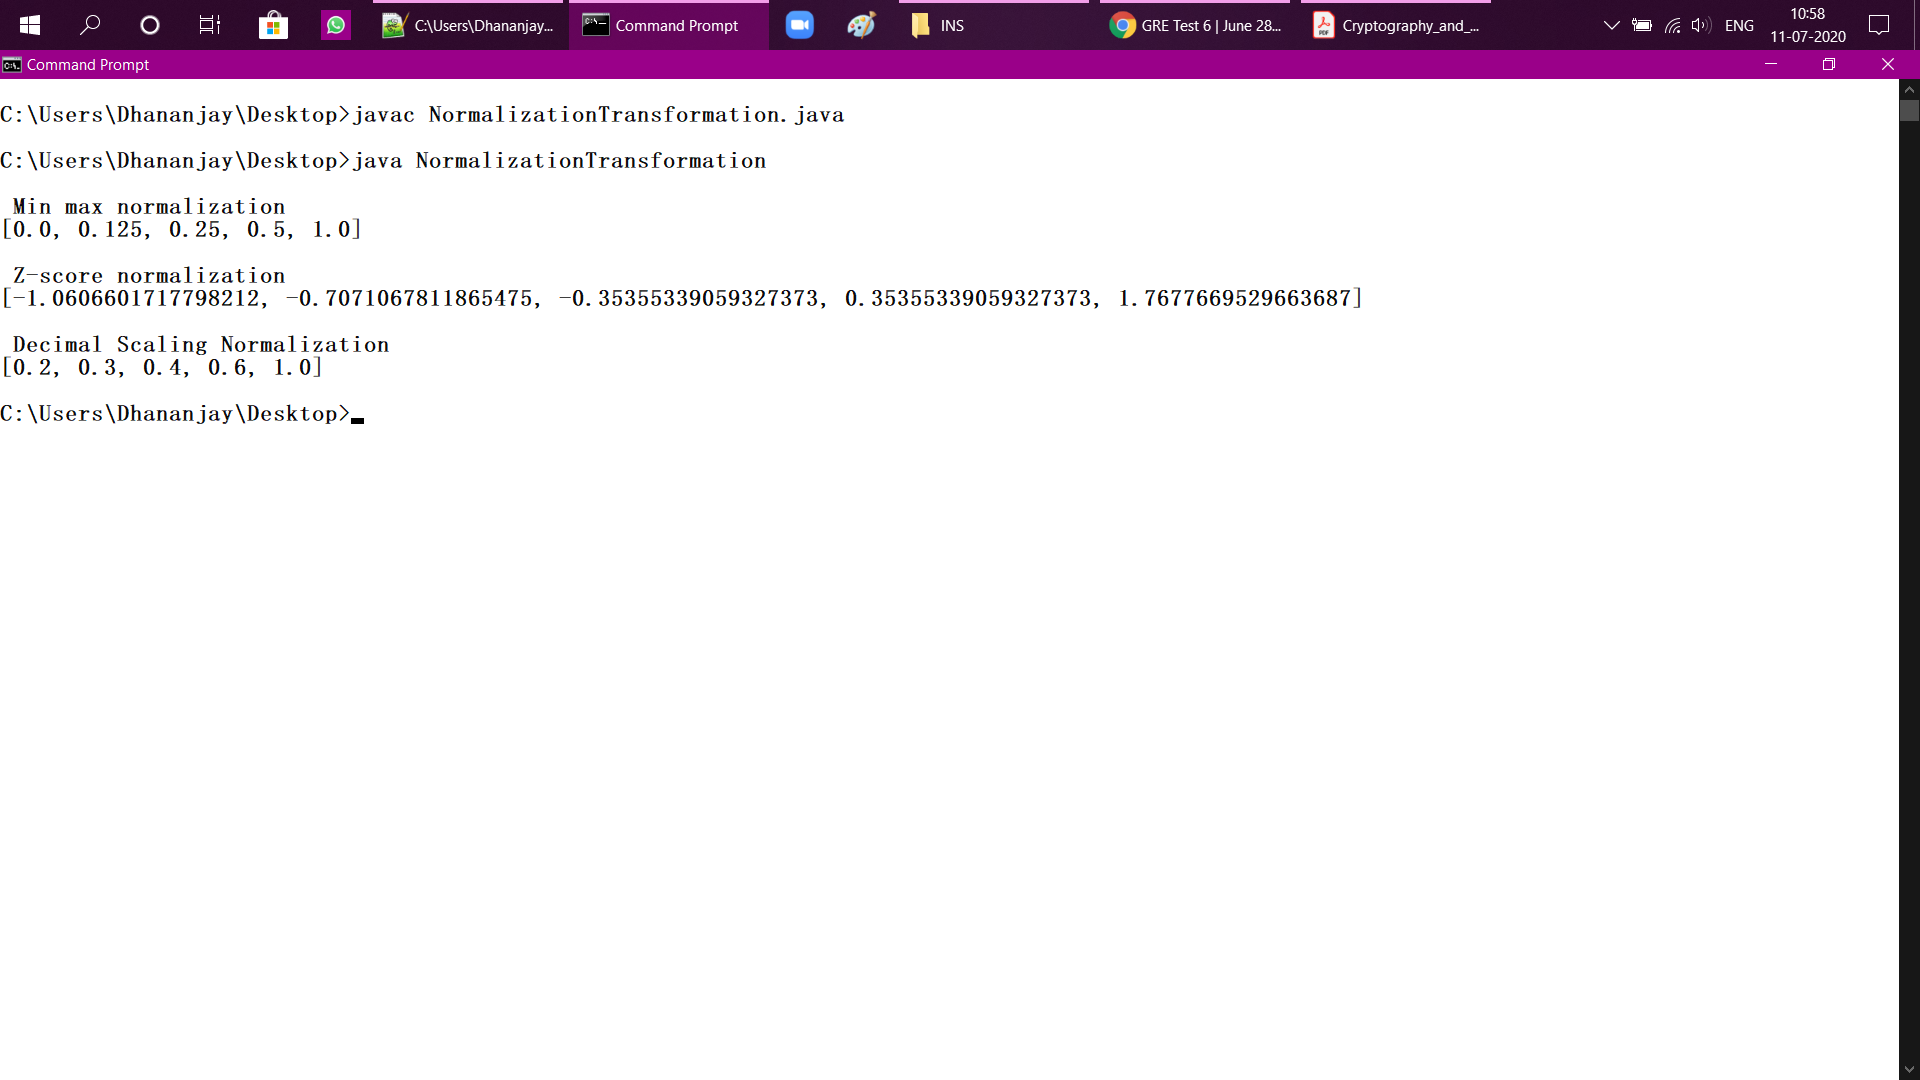 C:\Users\Dhananjay... Command Prompt INS GRE Test 6 | June 28... Cryptography_and_... ENG 10:58
11-07-2020
Command Prompt
C:\Users\Dhananjay\Desktop>javac NormalizationTransformation.java
C:\Users\Dhananjay\Desktop>java NormalizationTransformation
Min max normalization
[0.0, 0.125, 0.25, 0.5, 1.0]
Z-score normalization
[-1.0606601717798212, -0.7071067811865475, -0.35355339059327373, 0.35355339059327373, 1.7677669529663687]
Decimal Scaling Normalization
[0.2, 0.3, 0.4, 0.6, 1.0]
C:\Users\Dhananjay\Desktop>